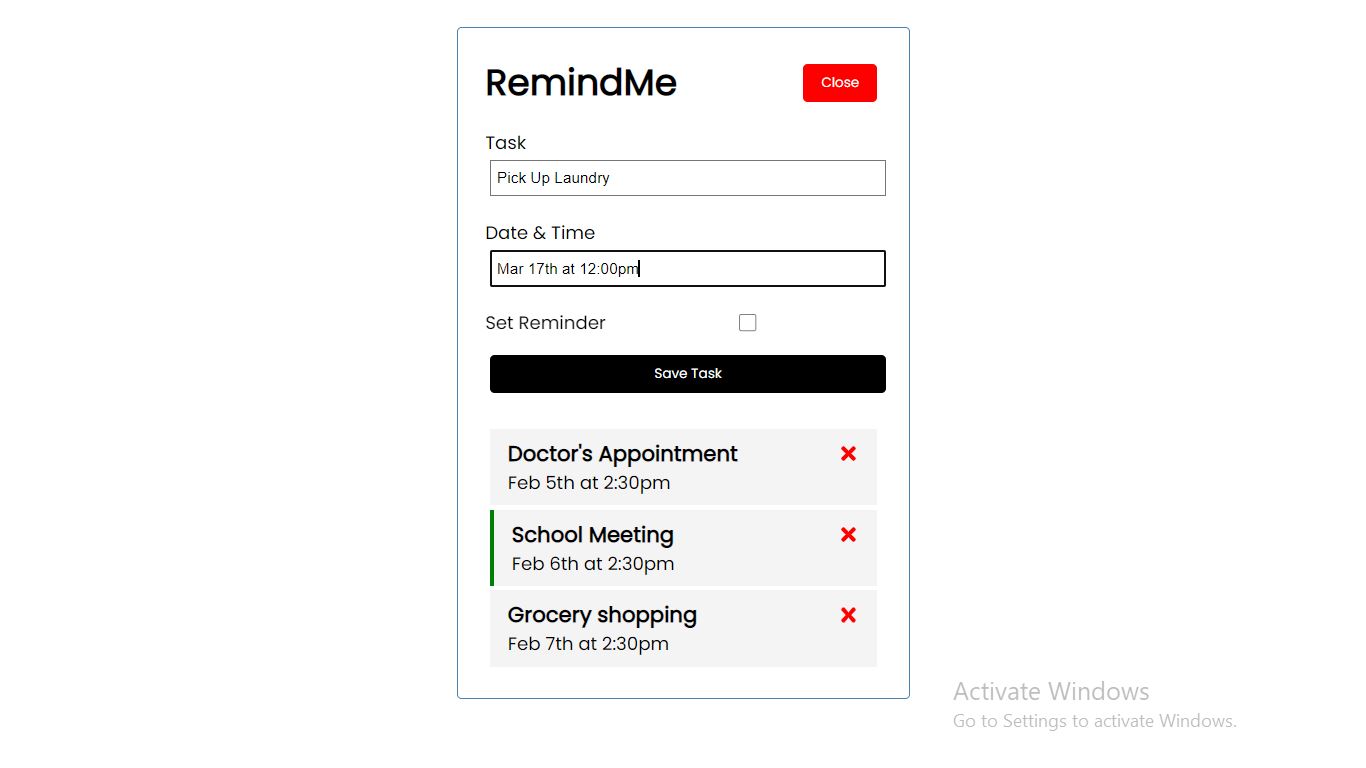 RemindMe
Close
Task
Pick Up Laundry
Date & Time
Mar 17th at 12:00pm
Set Reminder
Save Task
Doctor's Appointment
Feb 5th at 2:30pm
School Meeting
Feb 6th at 2:30pm
Grocery shopping
Feb 7th at 2:30pm
Activate Windows
Go to Settings to activate Windows.